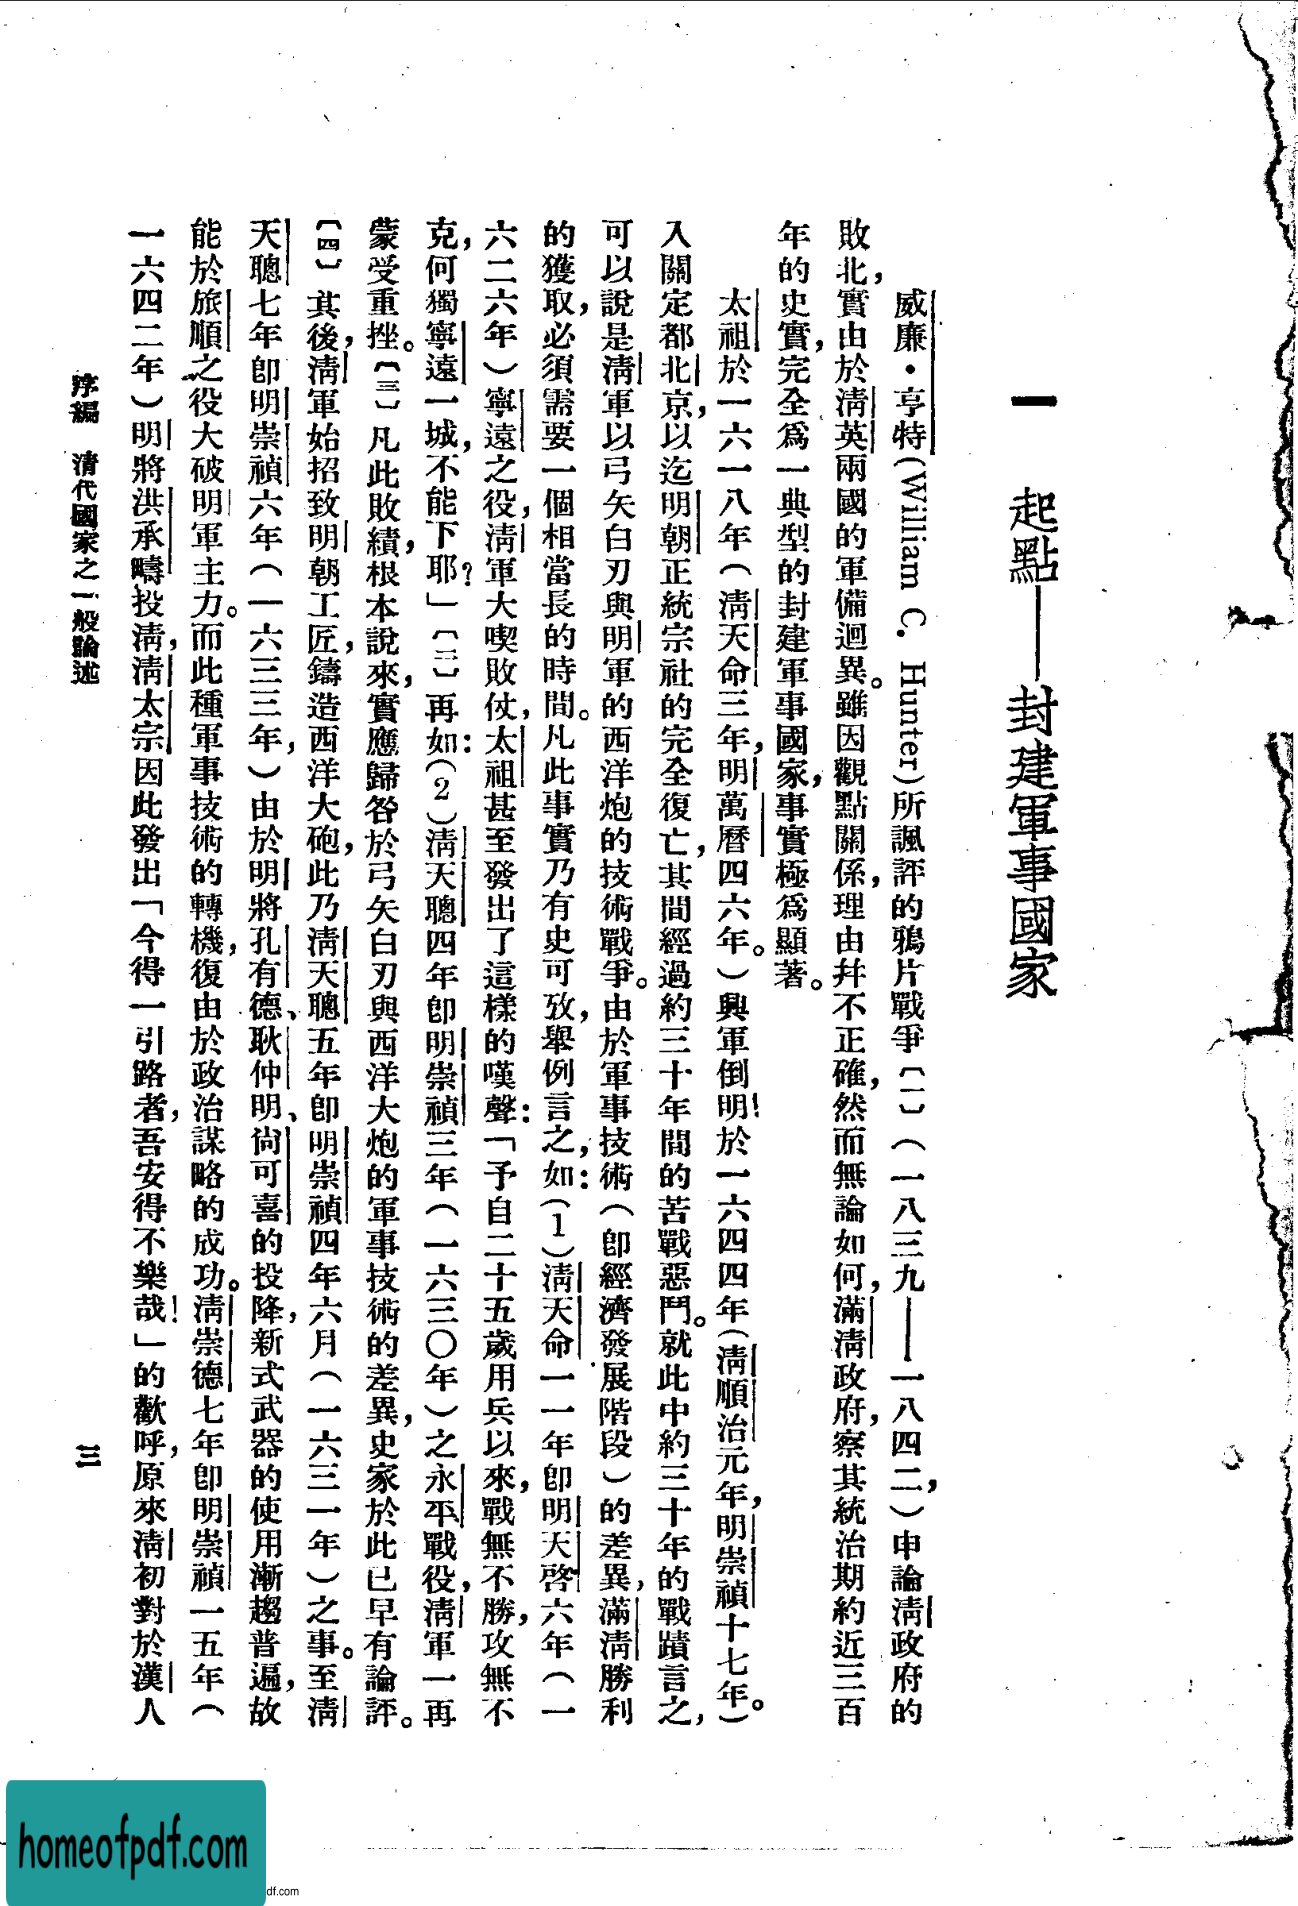 一　起點——封建軍事國家
威廉・亨特(William C. Hunter)所諷評的鴉片戰爭〔一〕（一八三九——一八四二，）申論淸政府的
敗北，實由於淸英兩國的軍備迥異。雖因觀點關係，理由幷不正確，然而無論如何，滿淸政府，察其統治期約近三百
年的史實，完全爲一典型的封建軍事國家，事實極爲顯著。
太祖於一六一八年（淸天命三年，明萬曆四六年。）興軍倒明！於一六四四年（淸順治元年，明崇禎十七年。）
入關定都北京，以迄明朝正統宗社的完全復亡，其間經過約三十年間的苦戰惡鬥。就此中約三十年的戰蹟言之，
可以說是淸軍以弓矢白刃與明軍的西洋炮的技術戰爭。由於軍事技術（卽經濟發展階段）的差異，滿淸勝利
的獲取，必須需要一個相當長的時間。凡此事實乃有史可攷，舉例言之，如：(1)淸天命一一年卽明天啓六年（一
六二六年）寧遠之役，淸軍大喫敗仗，太祖甚至發出了這樣的嘆聲：「予自二十五歲用兵以來，戰無不勝，攻無不
克，何獨寧遠一城，不能下耶？」〔二〕再如：(2)淸天聰四年卽明崇禎三年（一六三〇年）之永平戰役，淸軍一再
蒙受重挫。〔三〕凡此敗績，根本說來，實應歸咎於弓矢白刃與西洋大炮的軍事技術的差異，史家於此已早有論評。
〔四〕其後，淸軍始招致明朝工匠，鑄造西洋大砲，此乃淸天聰五年卽明崇禎四年六月（一六三一年）之事。至淸
天聰七年卽明崇禎六年（一六三三年，）由於明將孔有德、耿仲明、尙可喜的投降，新式武器的使用漸趨普遍，故
能於旅順之役大破明軍主力。而此種軍事技術的轉機，復由於政治謀略的成功。淸崇德七年卽明崇禎一五年（
一六四二年）明將洪承疇投淸，淸太宗因此發出「今得一引路者，吾安得不樂哉！」的歡呼，原來淸初對於漢人
序編　清代國家之一般論述
三
homeofpdf.com
df.com